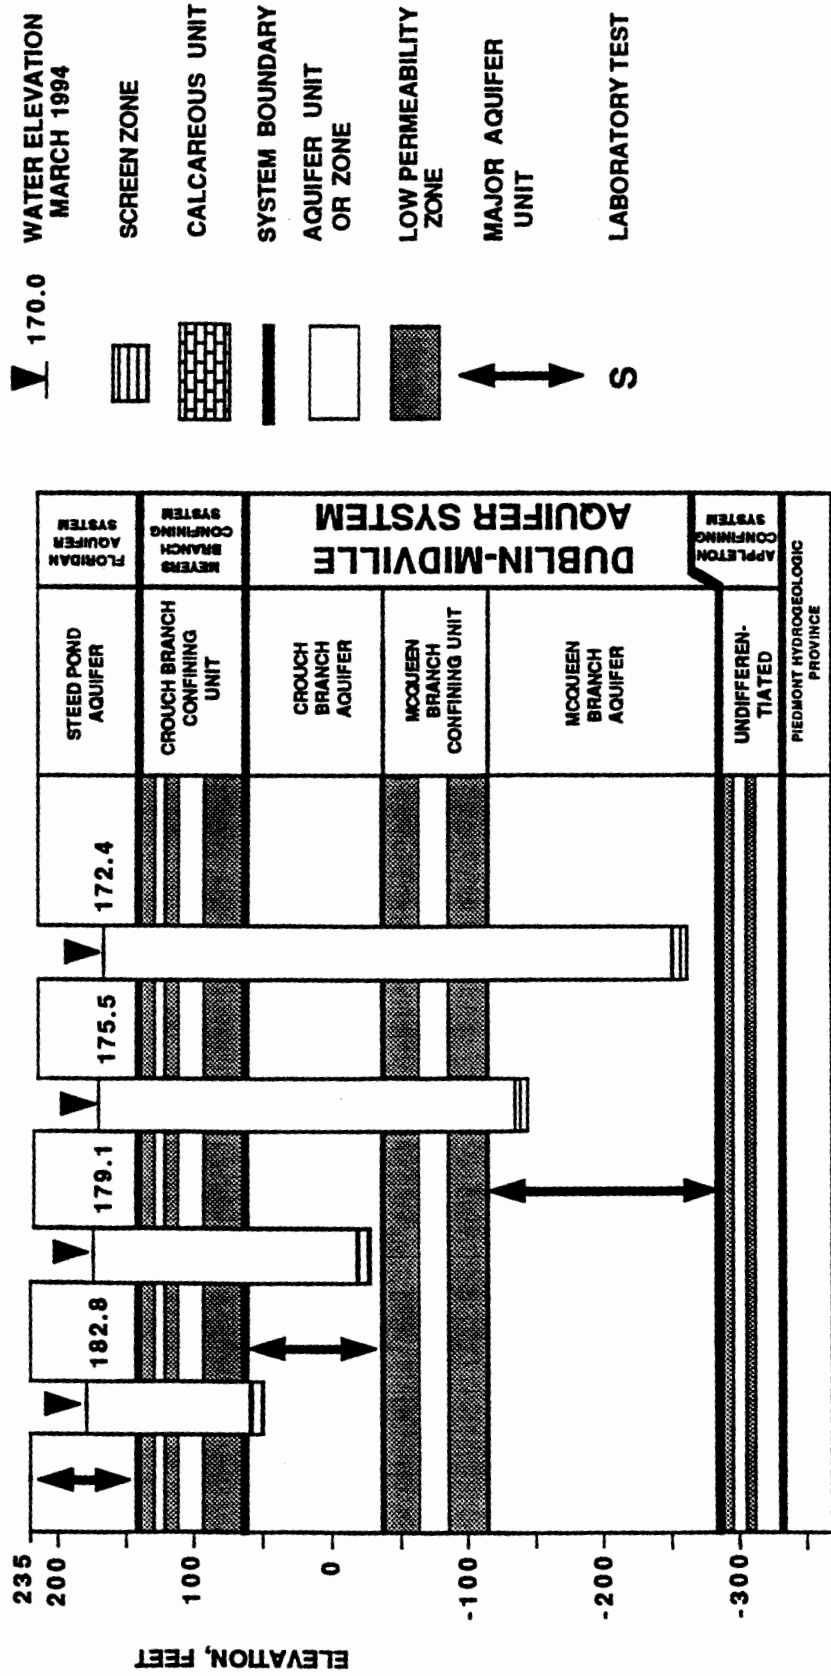 235
200
100
0
-100
-200
-300
ELEVATION, FEET
182.8
179.1
175.5
172.4
STEED POND
AQUIFER
CROUCH BRANCH
CONFINING
UNIT
CROUCH
BRANCH
AQUIFER
MCQUEEN
BRANCH
CONFINING UNIT
MCQUEEN
BRANCH
AQUIFER
UNDIFFEREN-
TIATED
PIEDMONT HYDROGEOLOGIC
PROVINCE
FLORIDAN
AQUIFER
SYSTEM
MEYERS
BRANCH
CONFINING
SYSTEM
DUBLIN-MIDVILLE
AQUIFER SYSTEM
APPLETON
CONFINING
SYSTEM
170.0
WATER ELEVATION
MARCH 1994
SCREEN ZONE
CALCAREOUS UNIT
SYSTEM BOUNDARY
AQUIFER UNIT
OR ZONE
LOW PERMEABILITY
ZONE
MAJOR AQUIFER
UNIT
S
LABORATORY TEST